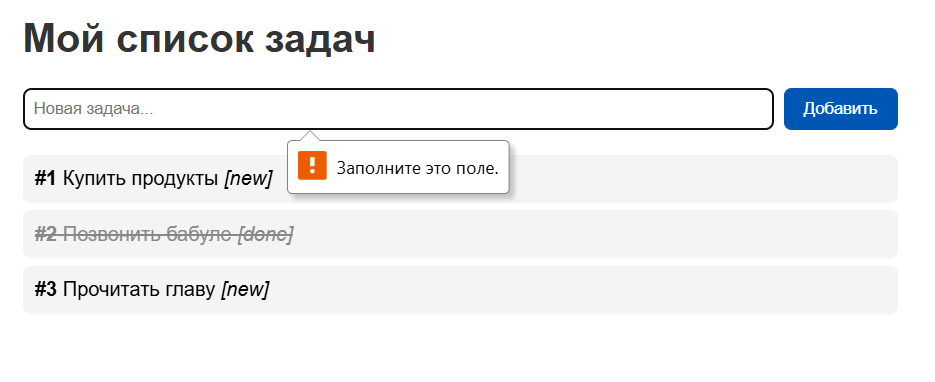 Мой список задач
Новая задача...
Добавить
Заполните это поле.
#1 Купить продукты [new]
#2 Позвонить бабуле [done]
#3 Прочитать главу [new]